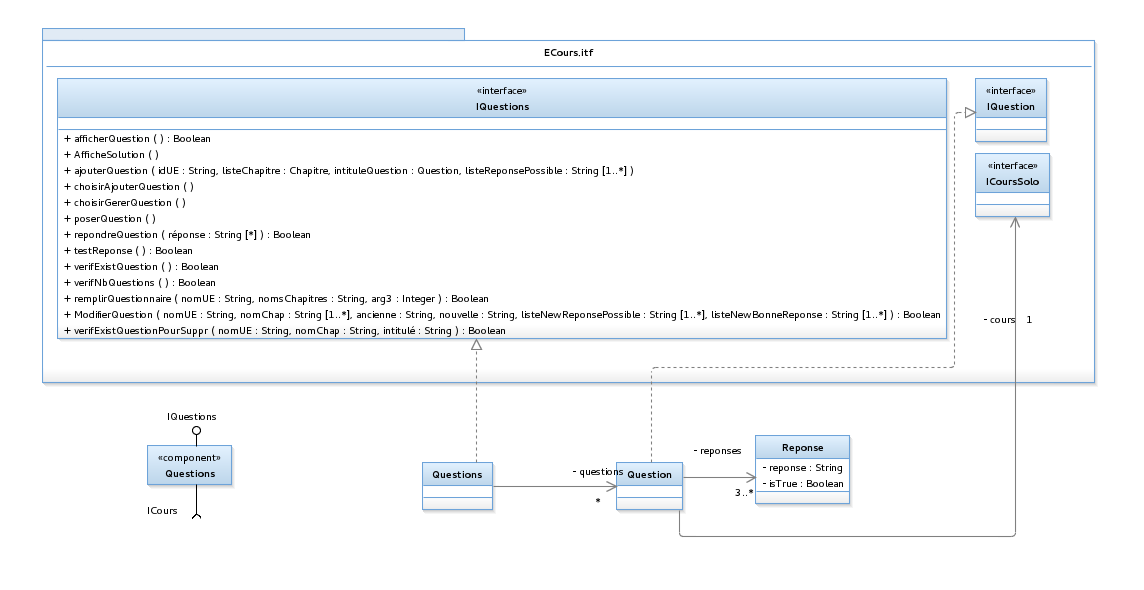 ECours.itf
«interface»
IQuestions
+ afficherQuestion ( ) : Boolean
+ AfficheSolution ( )
+ ajouterQuestion ( idUE : String, listeChapitre : Chapitre, intituleQuestion : Question, listeReponsePossible : String [1..*] )
+ choisirAjouterQuestion ( )
+ choisirGererQuestion ( )
+ poserQuestion ( )
+ repondreQuestion ( réponse : String [*] ) : Boolean
+ testReponse ( ) : Boolean
+ verifExistQuestion ( ) : Boolean
+ verifNbQuestions ( ) : Boolean
+ remplirQuestionnaire ( nomUE : String, nomsChapitres : String, arg3 : Integer ) : Boolean
+ ModifierQuestion ( nomUE : String, nomChap : String [1..*], ancienne : String, nouvelle : String, listeNewReponsePossible : String [1..*], listeNewBonneReponse : String [1..*] ) : Boolean
+ verifExistQuestionPourSuppr ( nomUE : String, nomChap : String, intitulé : String ) : Boolean
«interface»
IQuestion
«interface»
ICoursSolo
- cours 1
IQuestions
«component»
Questions
ICours
Questions
- questions
*
Question
- reponses
3..*
Reponse
- reponse : String
- isTrue : Boolean